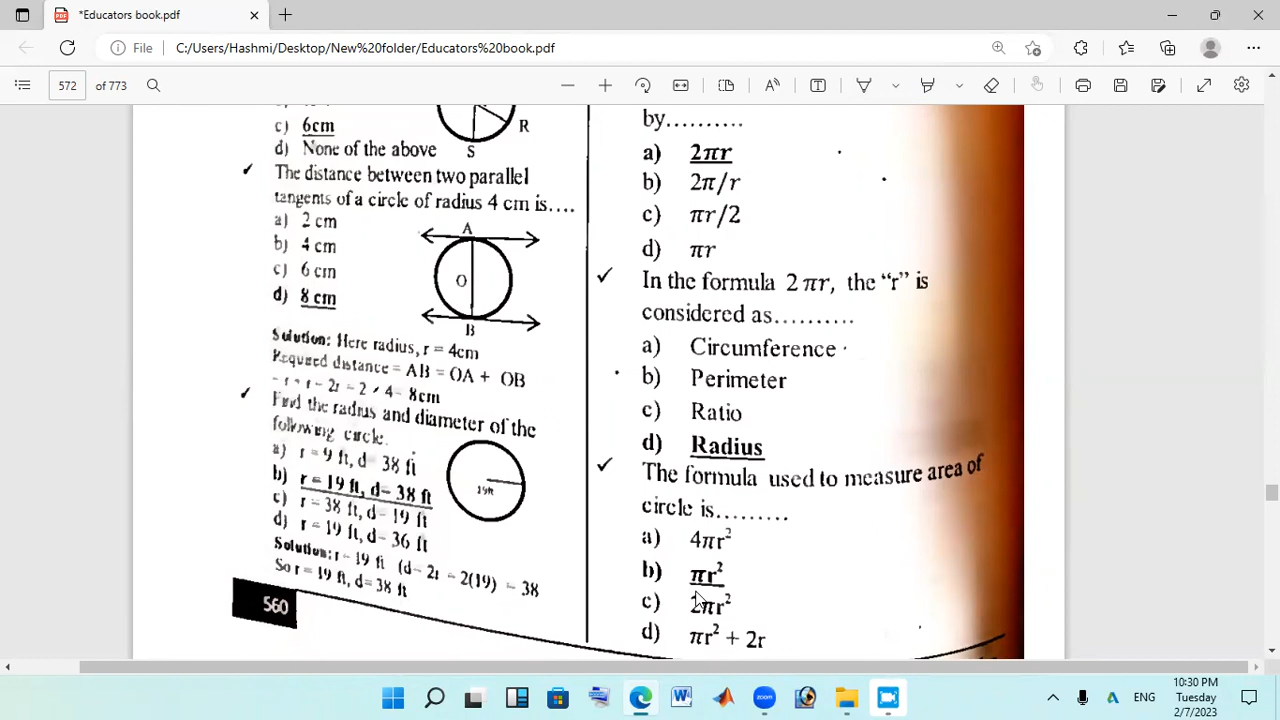 *Educators book.pdf
File
C:/Users/Hashmi/Desktop/New%20folder/Educators%20book.pdf
572 of 773
c) 6cm
d) None of the above
R
S
✓ The distance between two parallel
tangents of a circle of radius 4 cm is....
a) 2 cm
b) 4 cm
c) 6 cm
d) 8 cm
A
O
B
Solution: Here radius, r = 4cm
Required distance = AB = OA + OB
= r + r = 2r = 2 × 4 = 8cm
✓ Find the radius and diameter of the
following circle.
a) r = 9 ft, d= 38 ft
b) r = 19 ft, d= 38 ft
c) r = 38 ft, d= 19 ft
d) r = 19 ft, d= 36 ft
19ft
Solution: r = 19 ft (d= 2r = 2(19) = 38
So r = 19 ft, d= 38 ft
560
by..........
a) 2πr
b) 2π/r
c) πr/2
d) πr
✓ In the formula 2 πr, the “r” is
considered as..........
a) Circumference
b) Perimeter
c) Ratio
d) Radius
✓ The formula used to measure area of
circle is.........
a) 4πr²
b) πr²
c) 2πr²
d) πr² + 2r
ENG
10:30 PM
Tuesday
2/7/2023